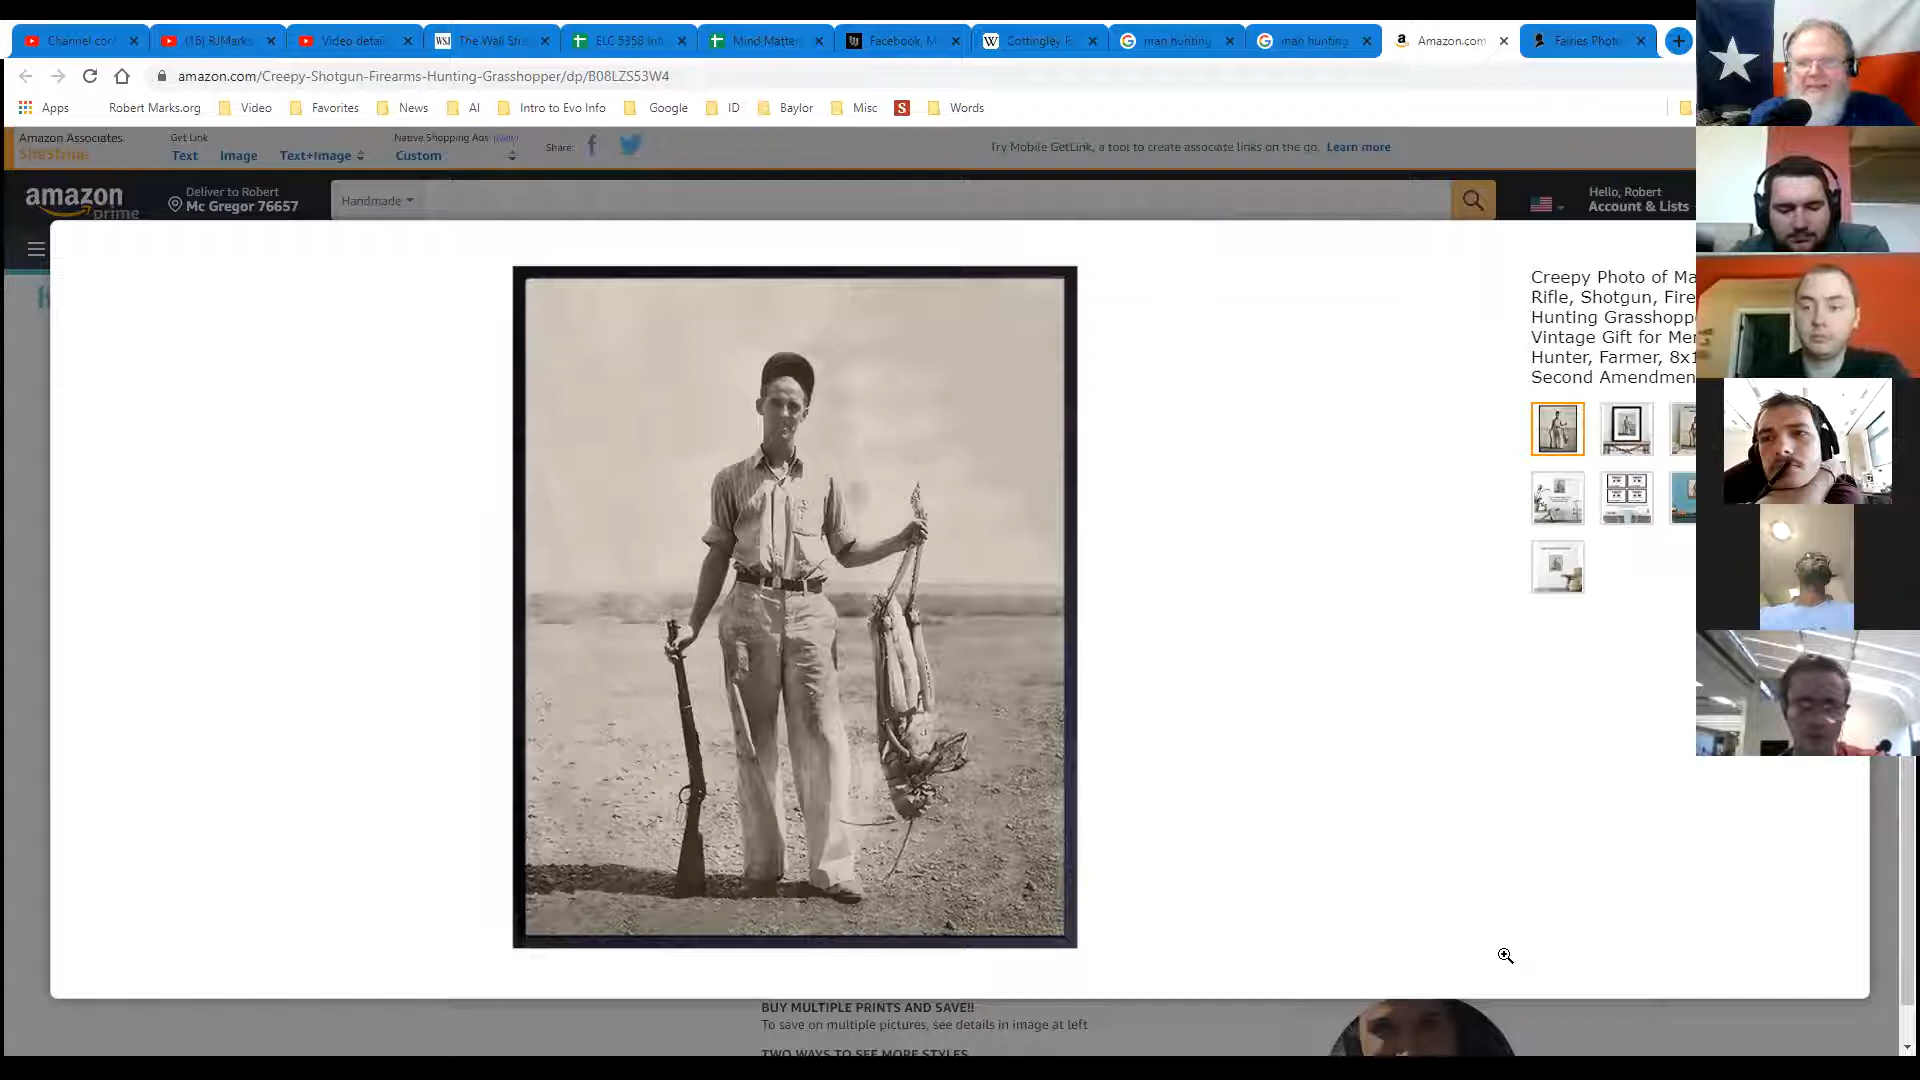 Channel con
(16) RJMarks
Video detai
WSJ
The Wall Stre
ELC 5358 Inf
Mind Matte
Facebook, M
W
Cottingley F
man hunting
man hunting
Amazon.com
Fairies Phot
amazon.com/Creepy-Shotgun-Firearms-Hunting-Grasshopper/dp/B08LZS53W4
Apps
Robert Marks.org
Video
Favorites
News
AI
Intro to Evo Info
Google
ID
Baylor
Misc
S
Words
Amazon Associates
SiteStripe
Get Link
Text
Image
Text+Image
Native Shopping Ads (New)
Custom
Share:
Try Mobile GetLink, a tool to create associate links on the go. Learn more
amazon
prime
Deliver to Robert
Mc Gregor 76657
Handmade
Hello, Robert
Account & Lists
Creepy Photo of Ma
Rifle, Shotgun, Fire
Hunting Grasshopp
Vintage Gift for Me
Hunter, Farmer, 8x1
Second Amendmen
BUY MULTIPLE PRINTS AND SAVE!!
To save on multiple pictures, see details in image at left
TWO WAYS TO SEE MORE STYLES